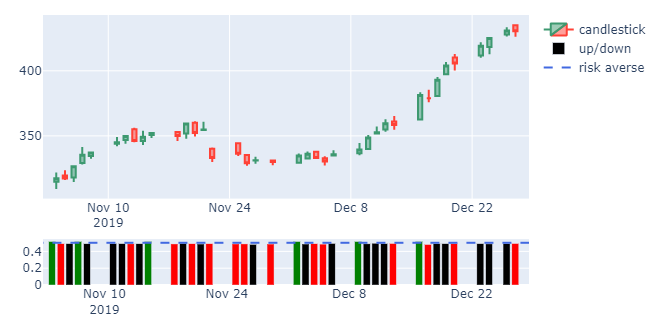 candlestick
up/down
risk averse
400
350
Nov 10
2019
Nov 24
Dec 8
Dec 22
0.4
0.2
0
Nov 10
2019
Nov 24
Dec 8
Dec 22